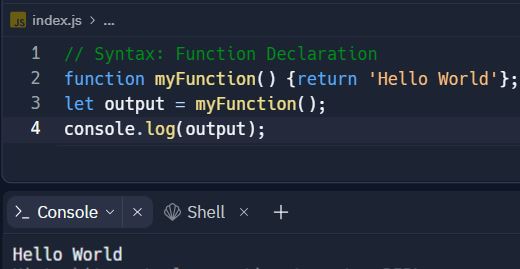 JS index.js > ...
1 // Syntax: Function Declaration
2 function myFunction() {return 'Hello World'};
3 let output = myFunction();
4 console.log(output);
Console × Shell × +
Hello World